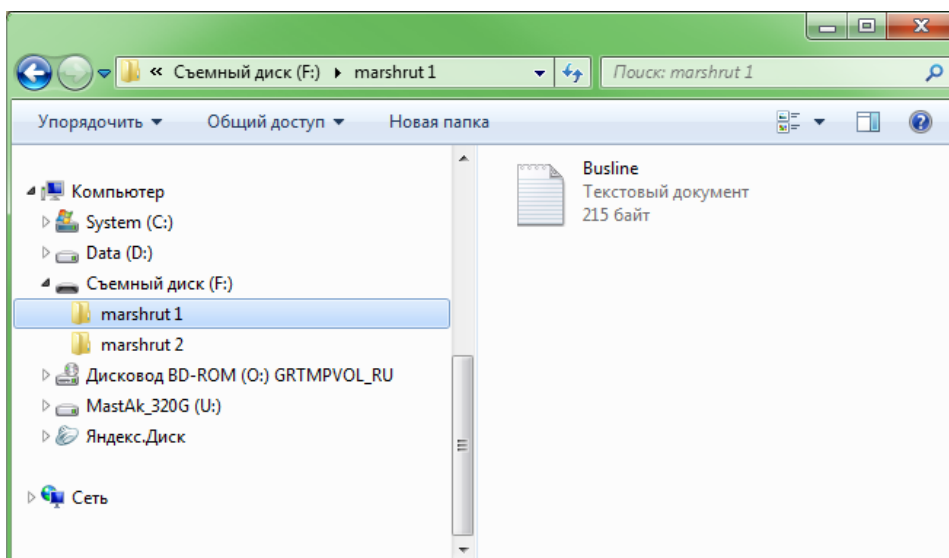 « Съемный диск (F:) marshrut 1
Поиск: marshrut 1
Упорядочить Общий доступ Новая папка
Компьютер
System (C:)
Data (D:)
Съемный диск (F:)
marshrut 1
marshrut 2
Дисковод BD-ROM (O:) GRTMPVOL_RU
MastAk_320G (U:)
Яндекс.Диск
Сеть
Busline
Текстовый документ
215 байт